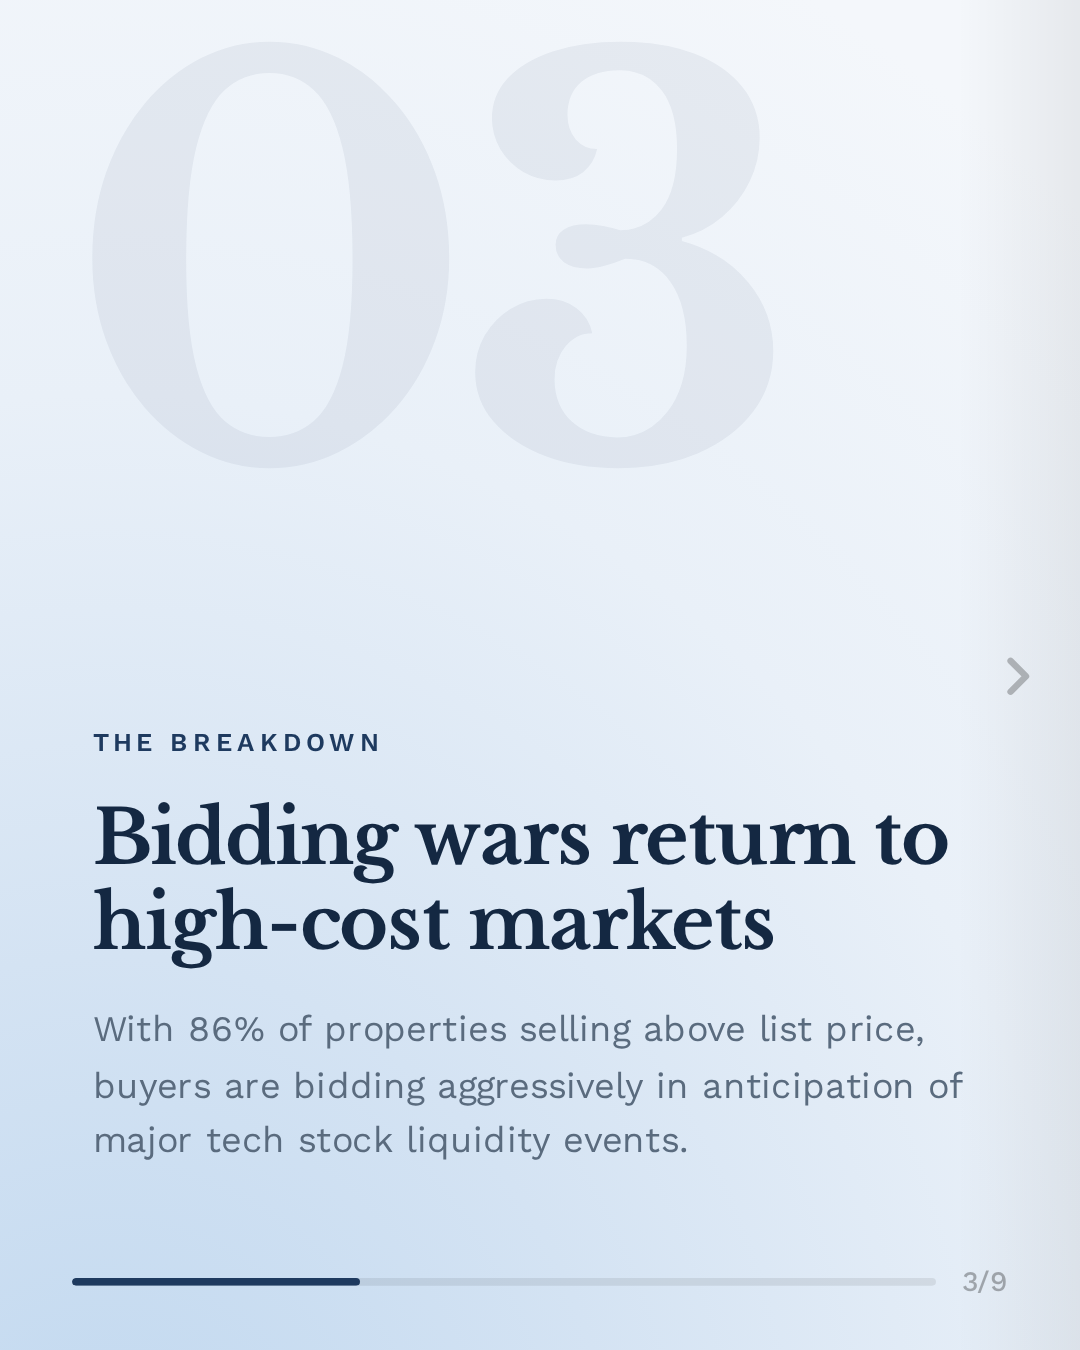 03
THE BREAKDOWN
Bidding wars return to
high-cost markets
With 86% of properties selling above list price,
buyers are bidding aggressively in anticipation of
major tech stock liquidity events.
3/9